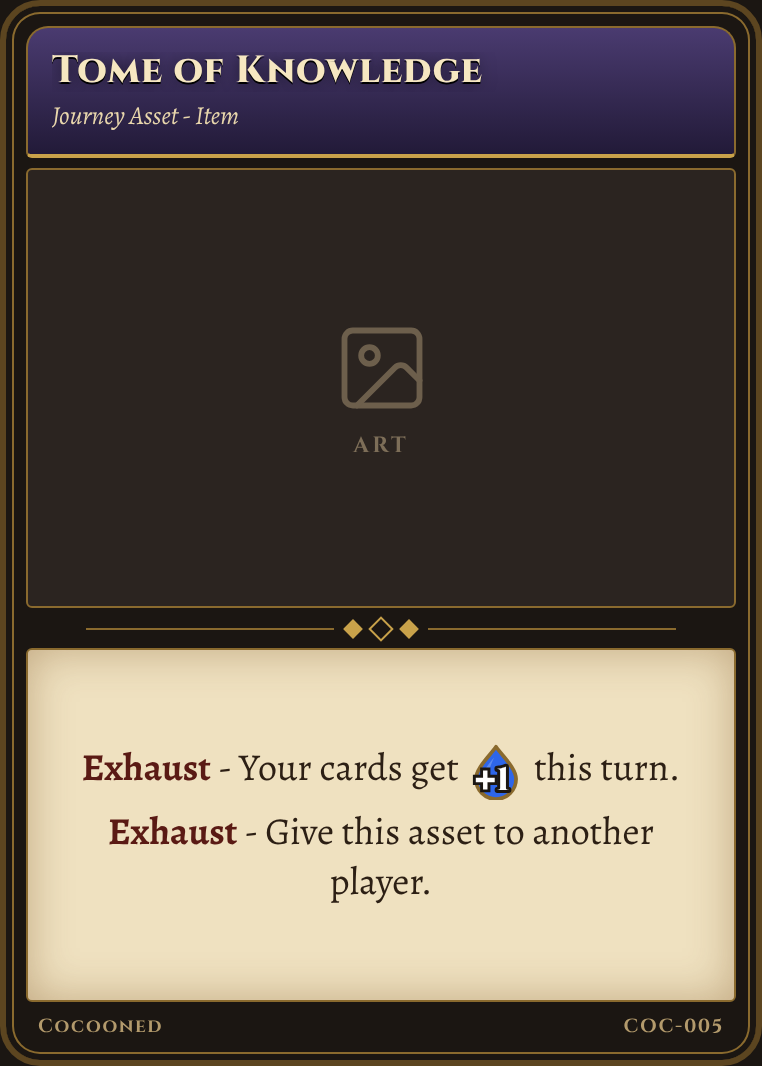 Tome of Knowledge
Journey Asset - Item
ART
Exhaust - Your cards get +1 this turn.
Exhaust - Give this asset to another
player.
Cocooned
COC-005